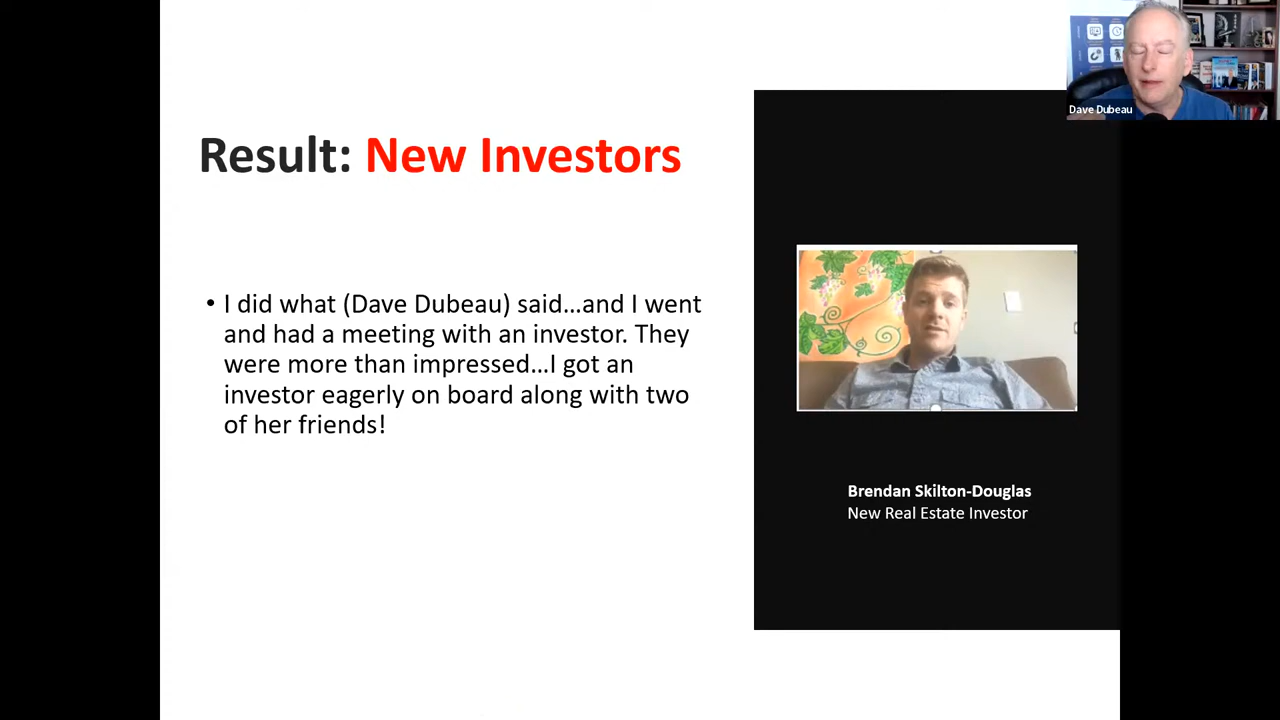 Dave Dubeau
Result: New Investors
• I did what (Dave Dubeau) said...and I went
and had a meeting with an investor. They
were more than impressed...I got an
investor eagerly on board along with two
of her friends!
Brendan Skilton-Douglas
New Real Estate Investor